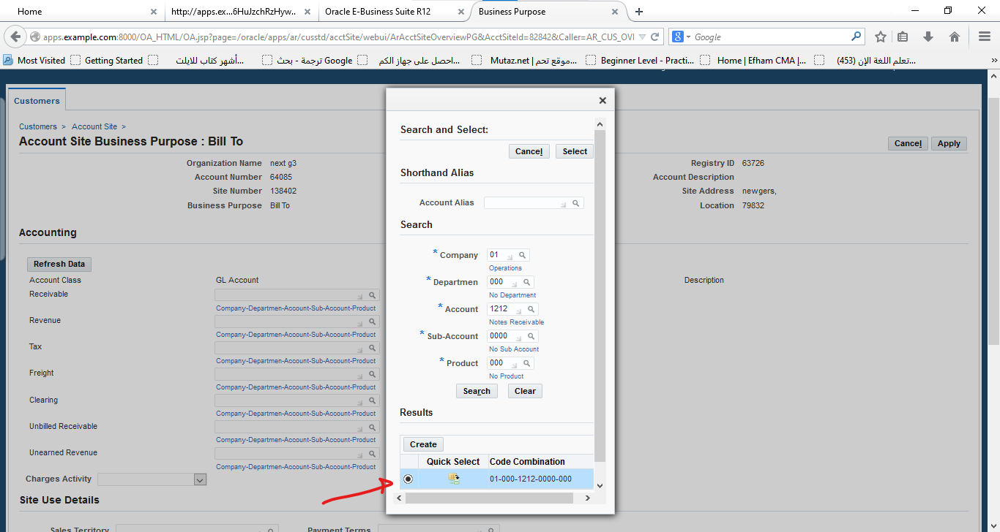 Home
http://apps.ex...6HuJzchRzHyw..
Oracle E-Business Suite R12
Business Purpose
apps.example.com:8000/OA_HTML/OA.jsp?page=/oracle/apps/ar/cusstd/acctSite/webui/ArAcctSiteOverviewPG&AcctSiteId=82842&Caller=AR_CUS_OVI
Google
Most Visited
Getting Started
أشهر كتاب للايلت...
ترجمة - بحث Google
احصل على جهاز الكم...
Mutaz.net | موقع تحم...
Beginner Level - Practi...
Home | Efham CMA |...
(453) تعلم اللغة الإن...
Customers
Customers > Account Site >
Account Site Business Purpose : Bill To
Cancel Apply
Organization Name next g3
Account Number 64085
Site Number 138402
Business Purpose Bill To
Registry ID 63726
Account Description
Site Address newgers,
Location 79832
Accounting
Refresh Data
Account Class GL Account Description
Receivable
Company-Departmen-Account-Sub-Account-Product
Revenue
Company-Departmen-Account-Sub-Account-Product
Tax
Company-Departmen-Account-Sub-Account-Product
Freight
Company-Departmen-Account-Sub-Account-Product
Clearing
Company-Departmen-Account-Sub-Account-Product
Unbilled Receivable
Company-Departmen-Account-Sub-Account-Product
Unearned Revenue
Company-Departmen-Account-Sub-Account-Product
Charges Activity
Site Use Details
Sales Territory Payment Terms
Search and Select:
Cancel Select
Shorthand Alias
Account Alias
Search
* Company 01
Operations
* Departmen 000
No Department
* Account 1212
Notes Receivable
* Sub-Account 0000
No Sub Account
* Product 000
No Product
Search Clear
Results
Create
Quick Select Code Combination
01-000-1212-0000-000